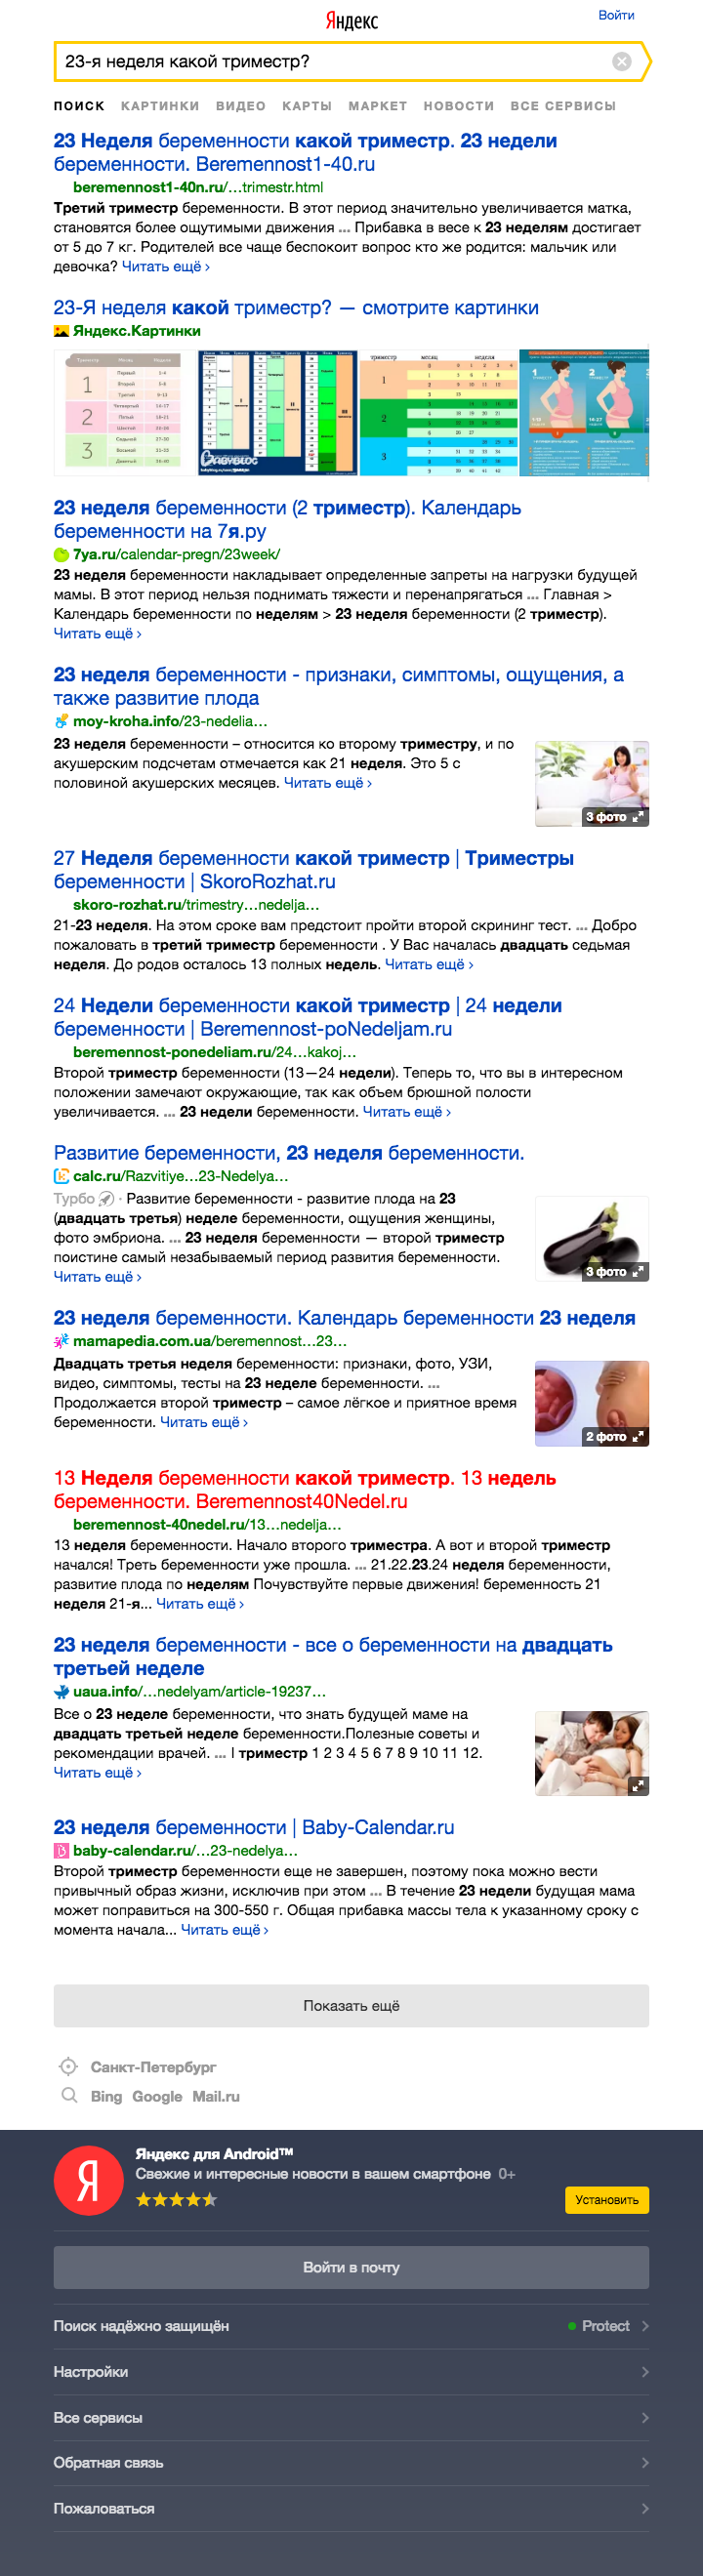 Яндекс
Войти
23-я неделя какой триместр?
ПОИСК КАРТИНКИ ВИДЕО КАРТЫ МАРКЕТ НОВОСТИ ВСЕ СЕРВИСЫ
23 Неделя беременности какой триместр. 23 недели
беременности. Beremennost1-40.ru
beremennost1-40n.ru/...trimestr.html
Третий триместр беременности. В этот период значительно увеличивается матка,
становятся более ощутимыми движения ... Прибавка в весе к 23 неделям достигает
от 5 до 7 кг. Родителей все чаще беспокоит вопрос кто же родится: мальчик или
девочка? Читать ещё ›
23-Я неделя какой триместр? — смотрите картинки
Яндекс.Картинки
Триместр Месяц Неделя
1
2
3
BABYBLOG
триместр месяц неделя
1
2
3
1
2
23 неделя беременности (2 триместр). Календарь
беременности на 7я.ру
7ya.ru/calendar-pregn/23week/
23 неделя беременности накладывает определенные запреты на нагрузки будущей
мамы. В этот период нельзя поднимать тяжести и перенапрягаться ... Главная >
Календарь беременности по неделям > 23 неделя беременности (2 триместр).
Читать ещё ›
23 неделя беременности - признаки, симптомы, ощущения, а
также развитие плода
moy-kroha.info/23-nedelia...
23 неделя беременности – относится ко второму триместру, и по
акушерским подсчетам отмечается как 21 неделя. Это 5 с
половиной акушерских месяцев. Читать ещё ›
3 фото
27 Неделя беременности какой триместр | Триместры
беременности | SkoroRozhat.ru
skoro-rozhat.ru/trimestry...nedelja...
21-23 неделя. На этом сроке вам предстоит пройти второй скрининг тест. ... Добро
пожаловать в третий триместр беременности . У Вас началась двадцать седьмая
неделя. До родов осталось 13 полных недель. Читать ещё ›
24 Недели беременности какой триместр | 24 недели
беременности | Beremennost-poNedeljam.ru
beremennost-ponedeliam.ru/24...kakoj...
Второй триместр беременности (13—24 недели). Теперь то, что вы в интересном
положении замечают окружающие, так как объем брюшной полости
увеличивается. ... 23 недели беременности. Читать ещё ›
Развитие беременности, 23 неделя беременности.
calc.ru/Razvitiye...23-Nedelya...
Турбо · Развитие беременности - развитие плода на 23
(двадцать третья) неделе беременности, ощущения женщины,
фото эмбриона. ... 23 неделя беременности — второй триместр
поистине самый незабываемый период развития беременности.
Читать ещё ›
3 фото
23 неделя беременности. Календарь беременности 23 неделя
mamapedia.com.ua/beremennost...23...
Двадцать третья неделя беременности: признаки, фото, УЗИ,
видео, симптомы, тесты на 23 неделе беременности. ...
Продолжается второй триместр – самое лёгкое и приятное время
беременности. Читать ещё ›
2 фото
13 Неделя беременности какой триместр. 13 недель
беременности. Beremennost40Nedel.ru
beremennost-40nedel.ru/13...nedelja...
13 неделя беременности. Начало второго триместра. А вот и второй триместр
начался! Треть беременности уже прошла. ... 21.22.23.24 неделя беременности,
развитие плода по неделям Почувствуйте первые движения! беременность 21
неделя 21-я... Читать ещё ›
23 неделя беременности - все о беременности на двадцать
третьей неделе
uaua.info/...nedelyam/article-19237...
Все о 23 неделе беременности, что знать будущей маме на
двадцать третьей неделе беременности.Полезные советы и
рекомендации врачей. ... I триместр 1 2 3 4 5 6 7 8 9 10 11 12.
Читать ещё ›
23 неделя беременности | Baby-Calendar.ru
baby-calendar.ru/...23-nedelya...
Второй триместр беременности еще не завершен, поэтому пока можно вести
привычный образ жизни, исключив при этом ... В течение 23 недели будущая мама
может поправиться на 300-550 г. Общая прибавка массы тела к указанному сроку с
момента начала... Читать ещё ›
Показать ещё
Санкт-Петербург
Bing Google Mail.ru
Я
Яндекс для Android™
Свежие и интересные новости в вашем смартфоне 0+
Установить
Войти в почту
Поиск надёжно защищён
Protect
Настройки
Все сервисы
Обратная связь
Пожаловаться